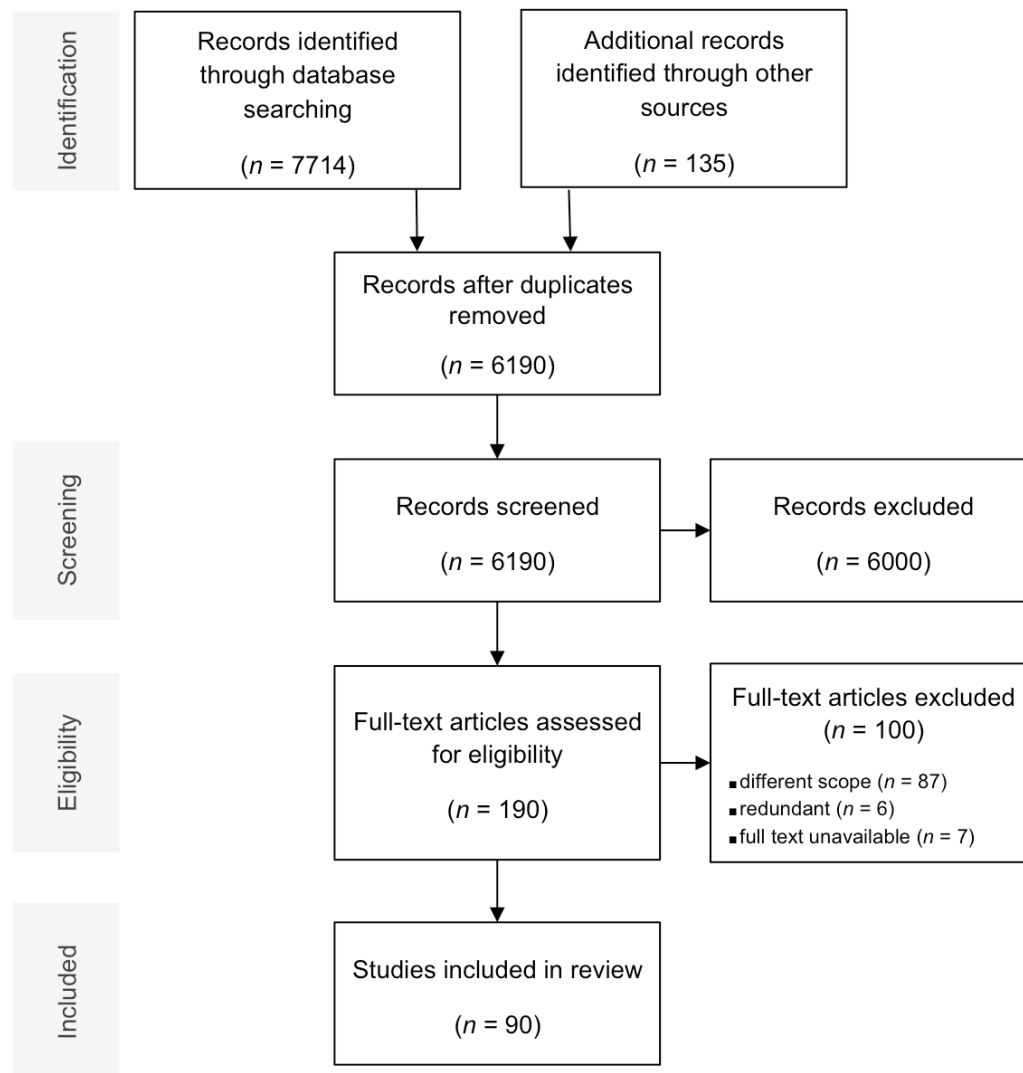 Identification
Records identified
through database
searching
(n = 7714)
Additional records
identified through other
sources
(n = 135)
Records after duplicates
removed
(n = 6190)
Screening
Records screened
(n = 6190)
Records excluded
(n = 6000)
Eligibility
Full-text articles assessed
for eligibility
(n = 190)
Full-text articles excluded
(n = 100)
▪different scope (n = 87)
▪redundant (n = 6)
▪full text unavailable (n = 7)
Included
Studies included in review
(n = 90)